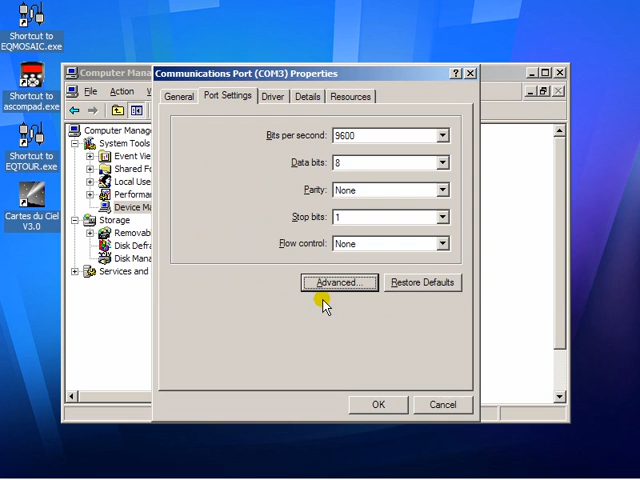 Shortcut to
EQMOSAIC.exe
Shortcut to
ascompad.exe
Shortcut to
EQTOUR.exe
Cartes du Ciel
V3.0
Computer Mana
File Action
Computer Manage
System Tools
Event Vie
Shared Fo
Local Use
Performa
Device Ma
Storage
Removab
Disk Defra
Disk Mana
Services and
Communications Port (COM3) Properties
General Port Settings Driver Details Resources
Bits per second: 9600
Data bits: 8
Parity: None
Stop bits: 1
Flow control: None
Advanced... Restore Defaults
OK Cancel